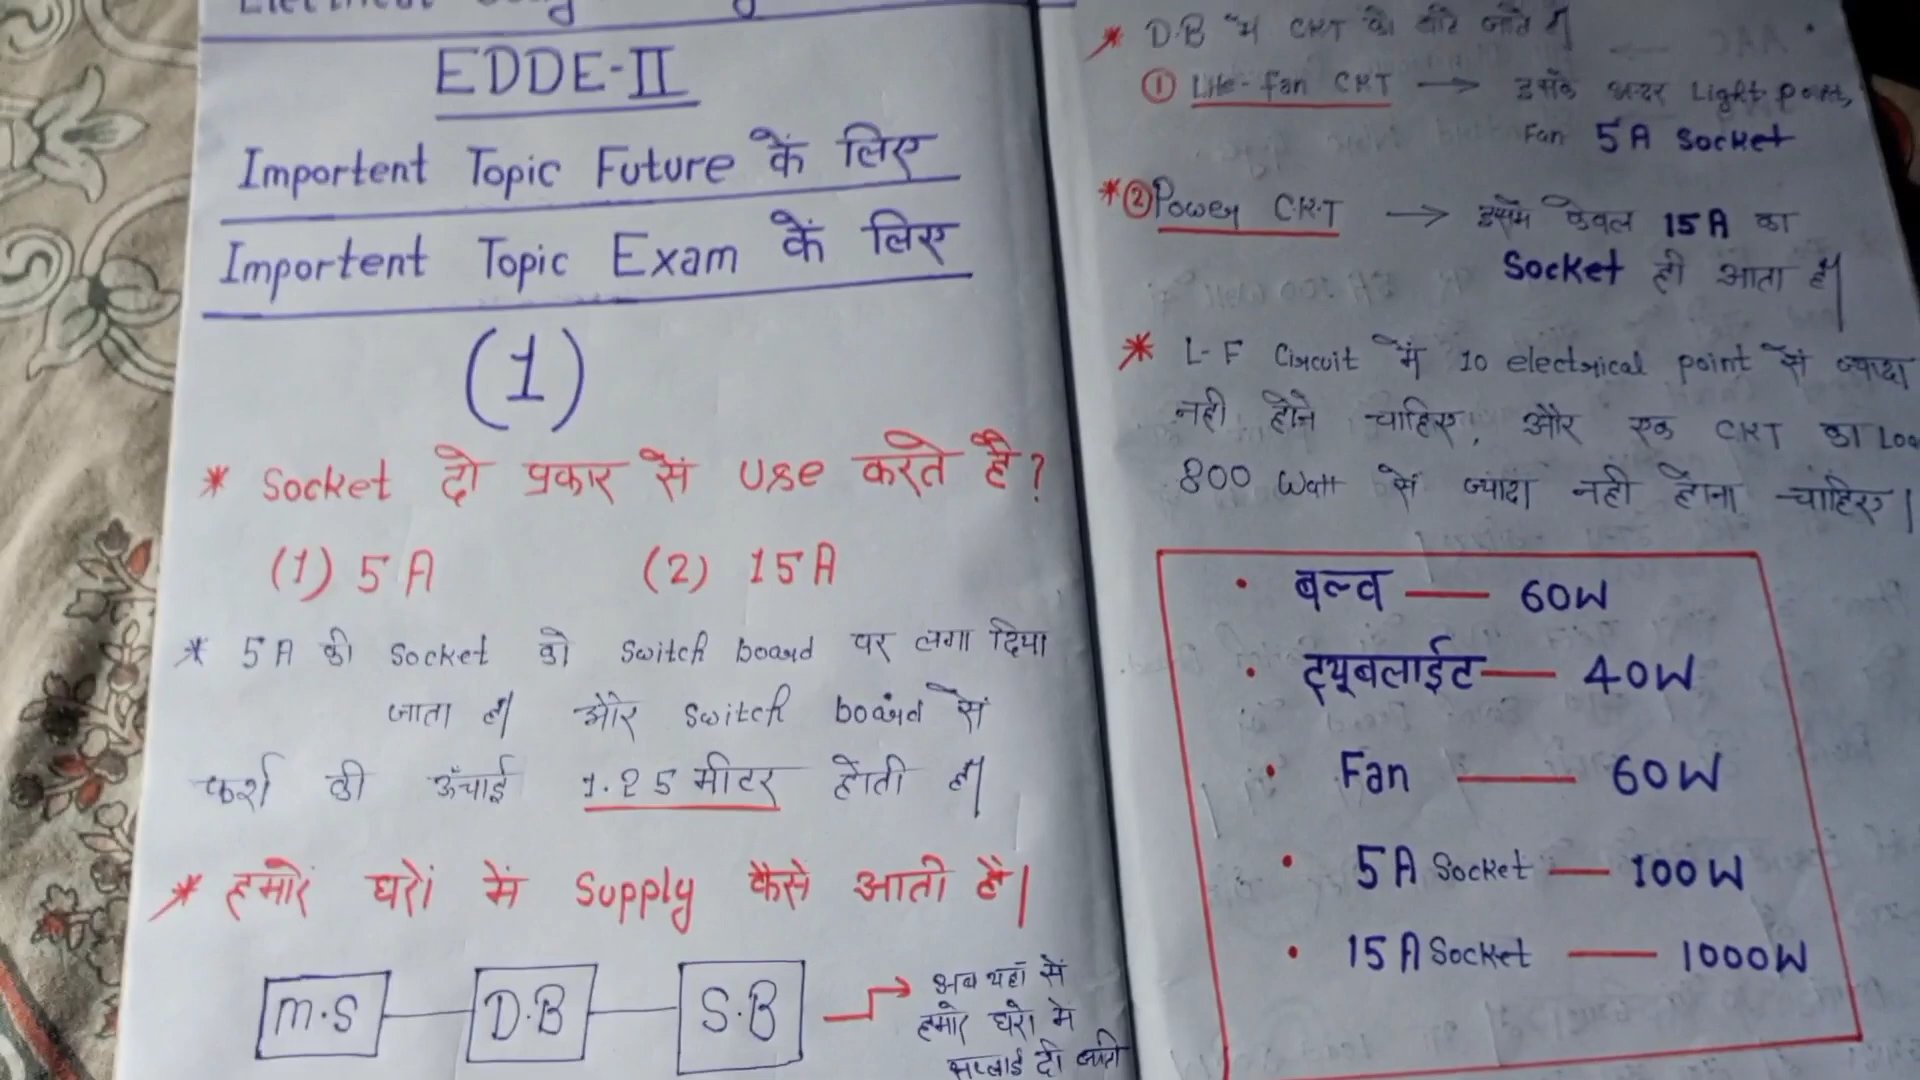 EDDE-II
Importent Topic Future कें लिए
Importent Topic Exam कें लिए
(1)
* Socket दो प्रकार सें Use करते है ?
(1) 5A (2) 15A
* 5A की Socket को Switch board पर लगा दिया
जाता है। और Switch board सें
फर्श की ऊँचाई 1.25 मीटर होती है।
* हमारे घरों में Supply कैसे आती है।
M.S D.B S.B
अब यहाँ सें
हमारे घरो मे
सप्लाई दी जाती
* D.B में CKT को बाँटे जाते है।
① Lite-fan CKT → इसके अन्दर Light point,
Fan 5A Socket
* ② Power C.K.T → इसमे केवल 15A का
Socket ही आता है।
* L-F Circuit में 10 electrical point सें ज्यादा
नही होने चाहिए, और एक CKT का Loa
800 Watt सें ज्यादा नही होना चाहिए।
• बल्व — 60W
• ट्यूबलाईट — 40W
• Fan — 60W
• 5A Socket — 100W
• 15A Socket — 1000W